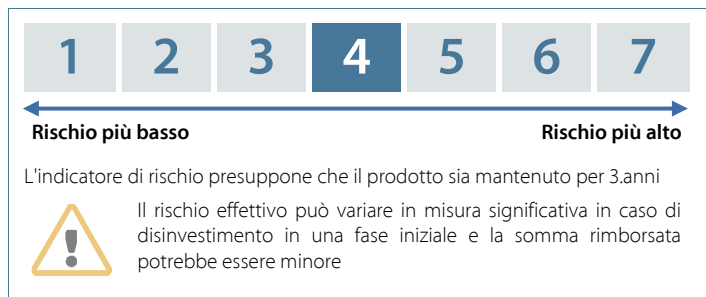 1 2 3 4 5 6 7
Rischio più basso Rischio più alto
L'indicatore di rischio presuppone che il prodotto sia mantenuto per 3.anni
Il rischio effettivo può variare in misura significativa in caso di
disinvestimento in una fase iniziale e la somma rimborsata
potrebbe essere minore